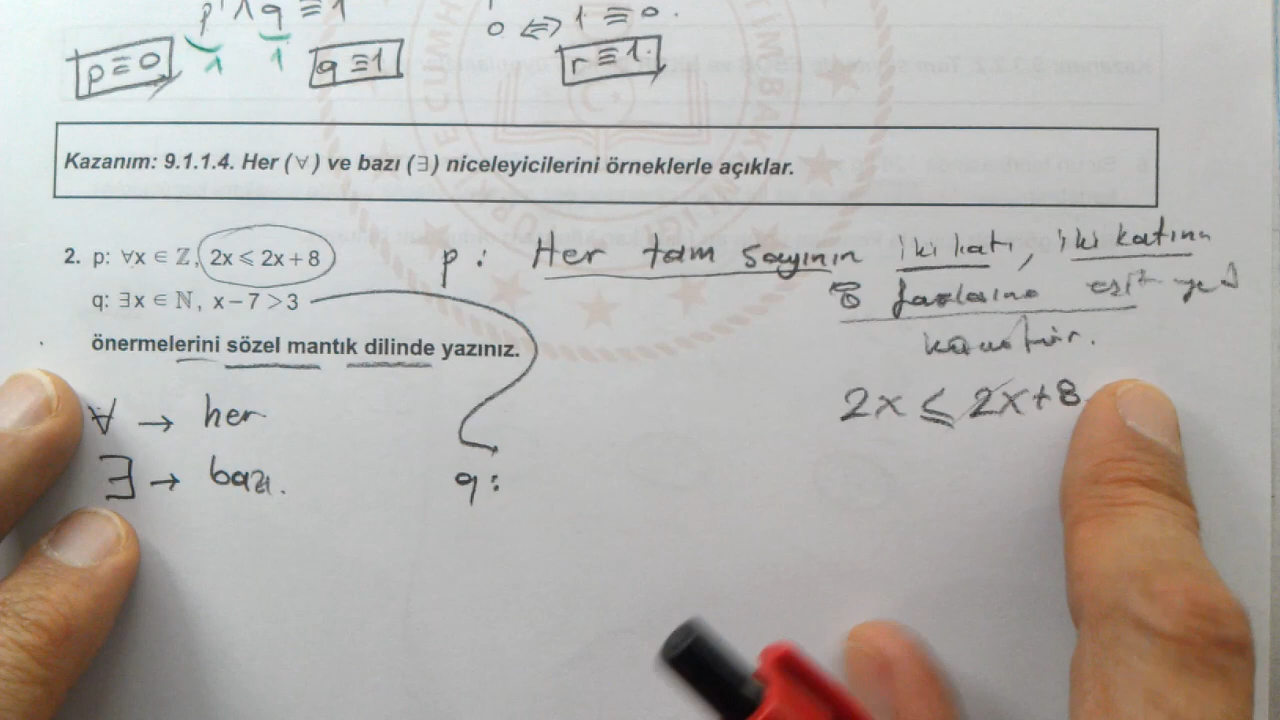 p' ∧ q ≡ 1
0 ⇔ 1 ≡ 0.
p ≡ 0 1 1 q ≡ 1 r ≡ 1.
Kazanım: 9.1.1.4. Her (∀) ve bazı (∃) niceleyicilerini örneklerle açıklar.
2. p: ∀x ∈ ℤ, 2x ⩽ 2x + 8
q: ∃x ∈ ℕ, x – 7 > 3
önermelerini sözel mantık dilinde yazınız.
p : Her tam sayının iki katı, iki katının
8 fazlasına eşit
2x ≤ 2x+8
∀ → her
∃ → bazı.
q :